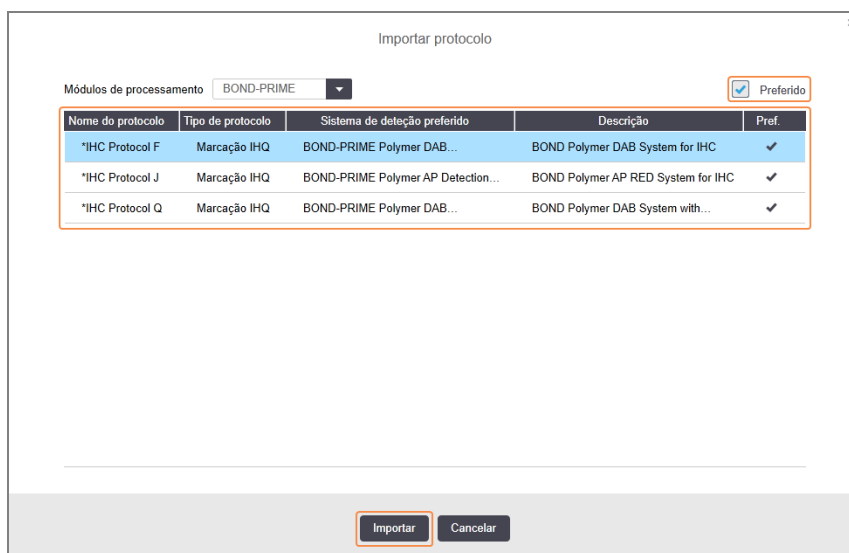 Importar protocolo
Módulos de processamento BOND-PRIME Preferido
Nome do protocolo Tipo de protocolo Sistema de deteção preferido Descrição Pref.
*IHC Protocol F Marcação IHQ BOND-PRIME Polymer DAB... BOND Polymer DAB System for IHC
*IHC Protocol J Marcação IHQ BOND-PRIME Polymer AP Detection... BOND Polymer AP RED System for IHC
*IHC Protocol Q Marcação IHQ BOND-PRIME Polymer DAB... BOND Polymer DAB System with...
Importar Cancelar